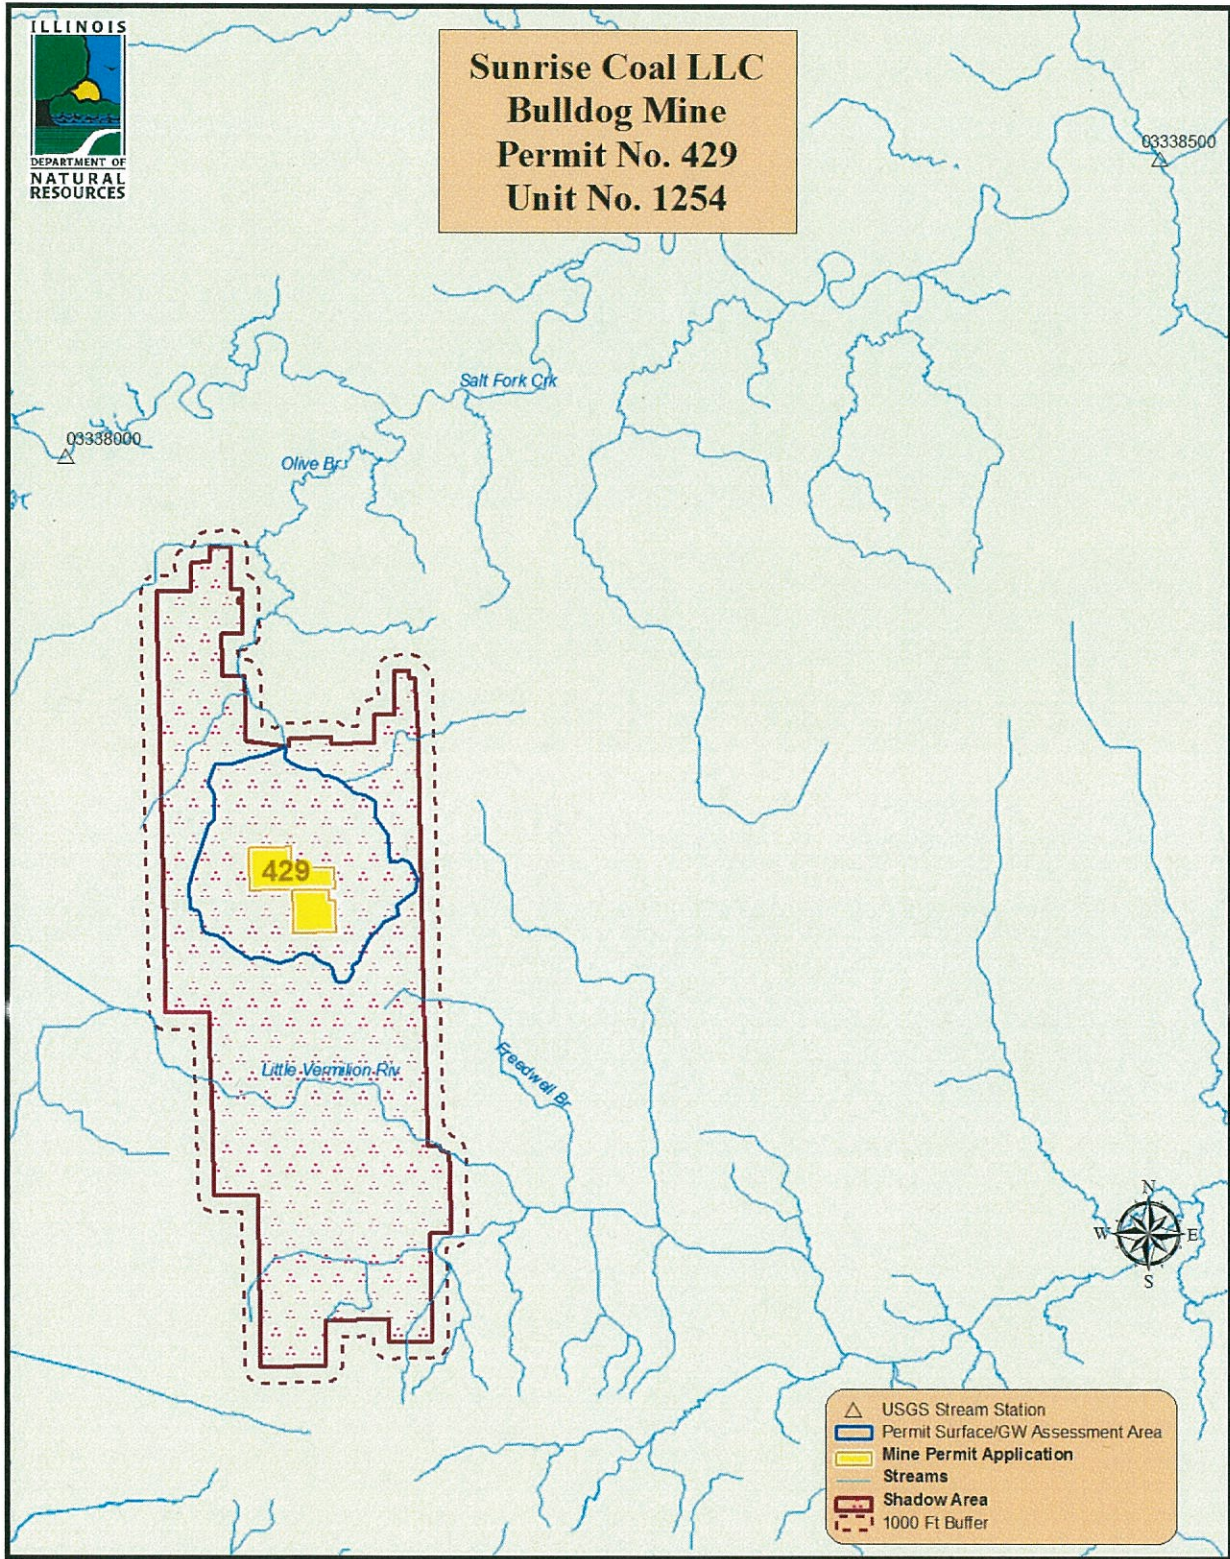 ILLINOIS
DEPARTMENT OF
NATURAL
RESOURCES
Sunrise Coal LLC
Bulldog Mine
Permit No. 429
Unit No. 1254
03338500
Salt Fork Crk
03338000
Olive Br
429
Little Vermilion Riv
Freedwell Br
N
W
E
S
USGS Stream Station
Permit Surface/GW Assessment Area
Mine Permit Application
Streams
Shadow Area
1000 Ft Buffer